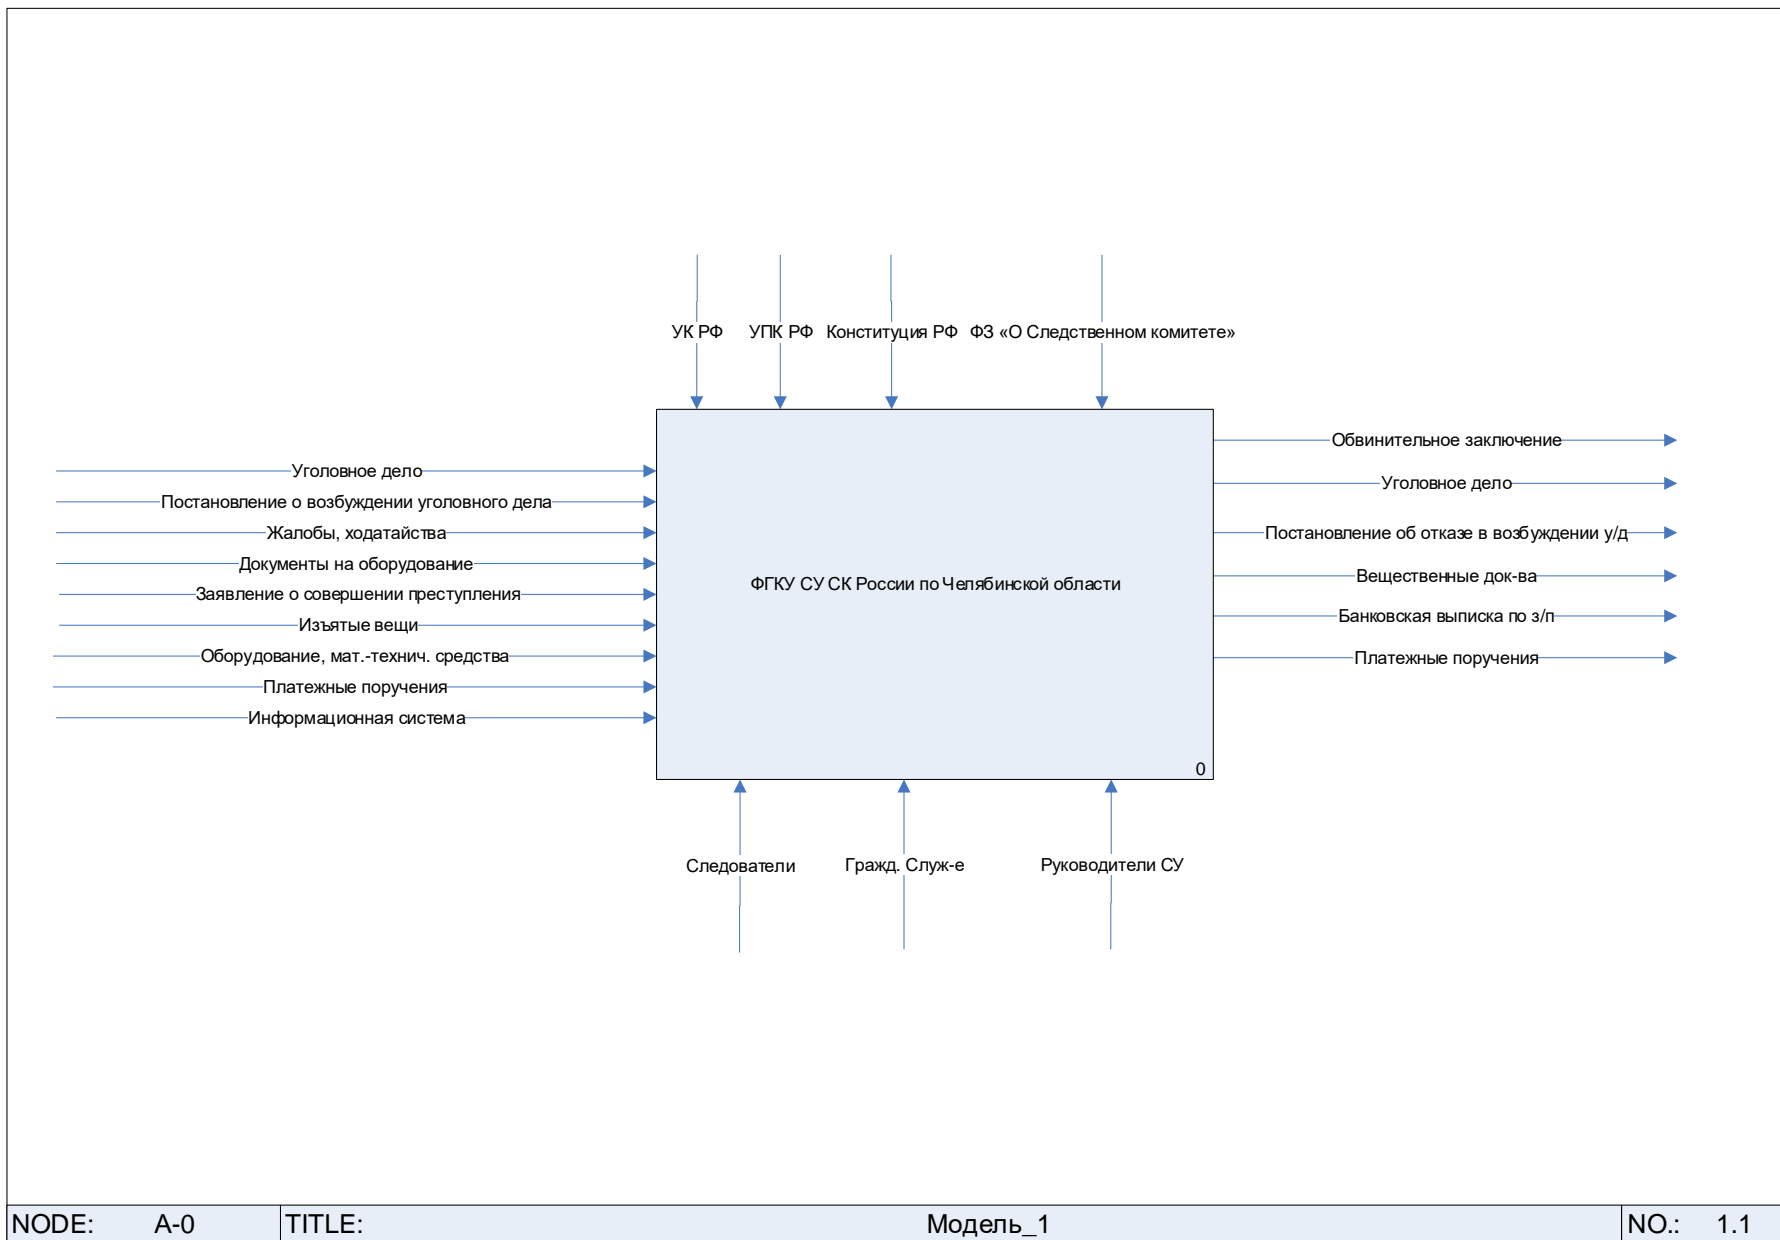 УК РФ
УПК РФ
Конституция РФ
ФЗ «О Следственном комитете»
Уголовное дело
Постановление о возбуждении уголовного дела
Жалобы, ходатайства
Документы на оборудование
Заявление о совершении преступления
Изъятые вещи
Оборудование, мат.-технич. средства
Платежные поручения
Информационная система
ФГКУ СУ СК России по Челябинской области
0
Обвинительное заключение
Уголовное дело
Постановление об отказе в возбуждении у/д
Вещественные док-ва
Банковская выписка по з/п
Платежные поручения
Следователи
Гражд. Служ-е
Руководители СУ
NODE: A-0
TITLE: Модель_1
NO.: 1.1